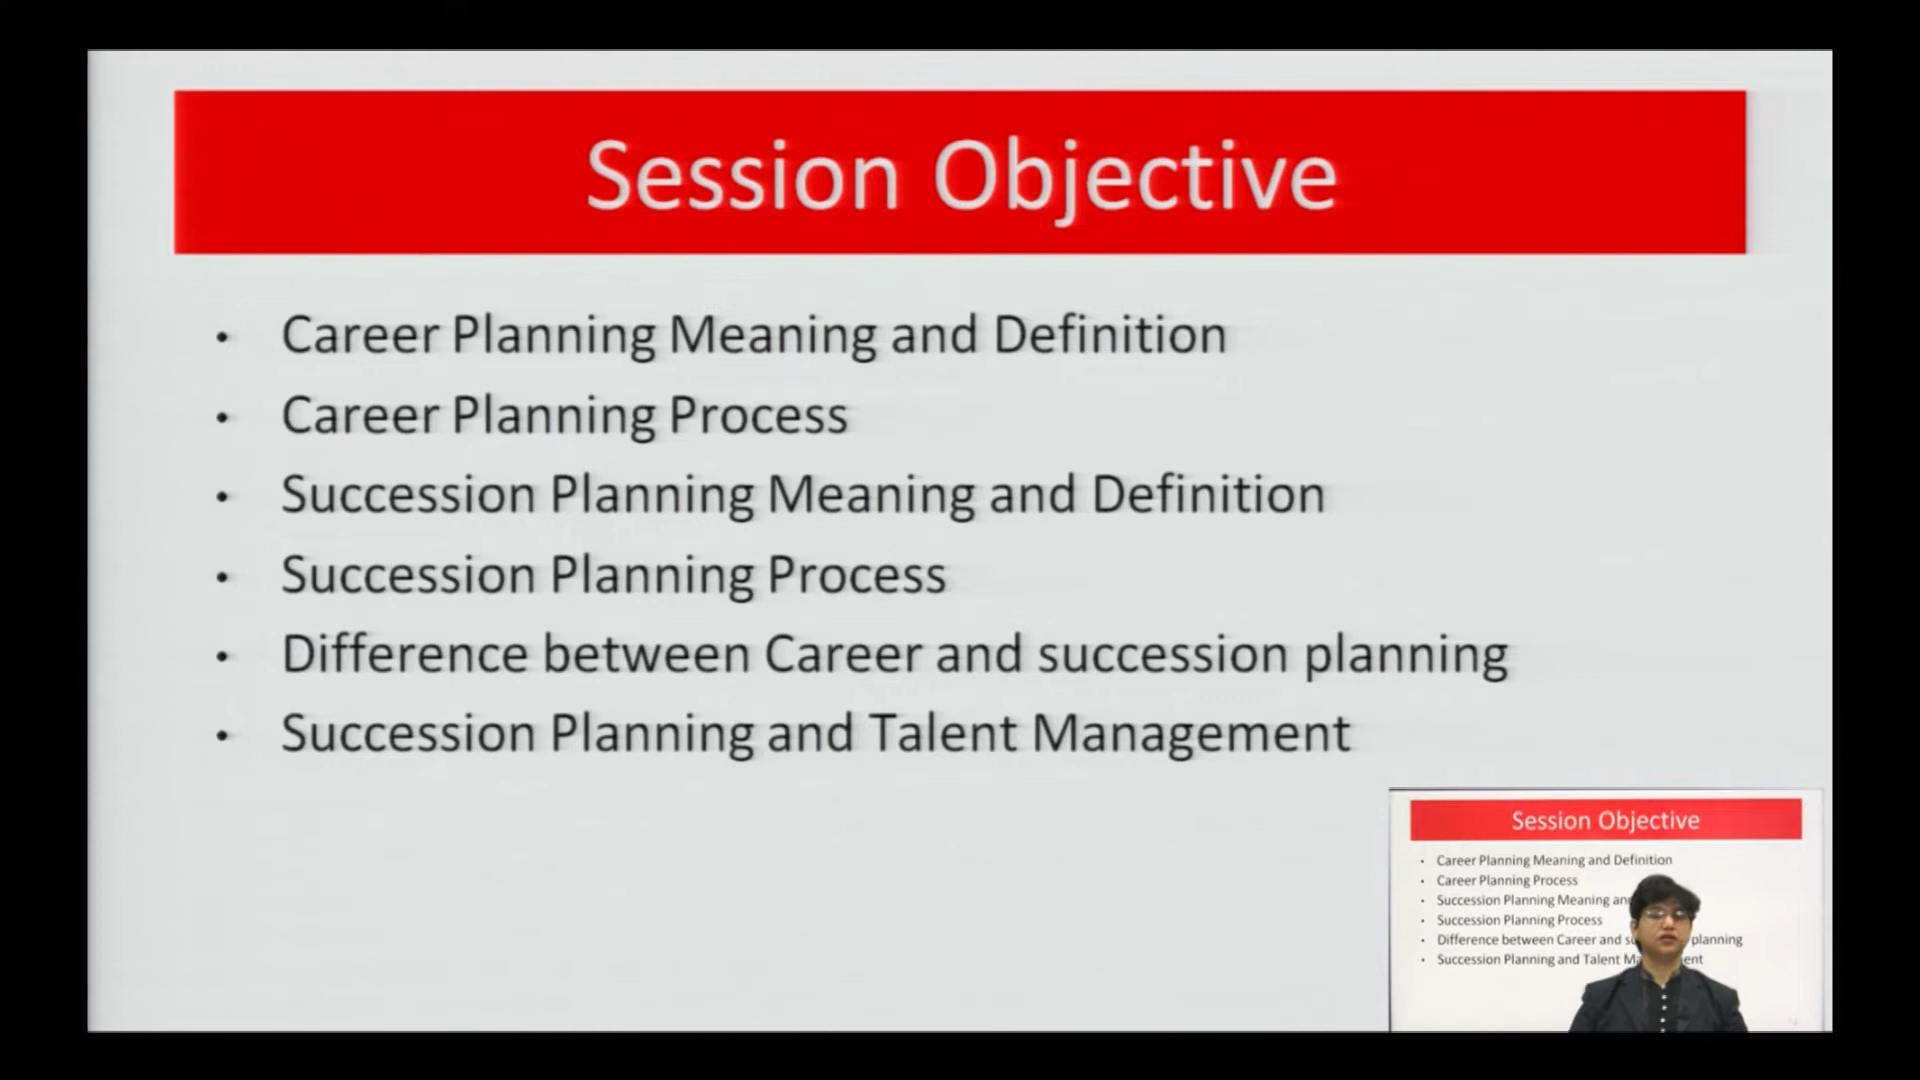 Session Objective
• Career Planning Meaning and Definition
• Career Planning Process
• Succession Planning Meaning and Definition
• Succession Planning Process
• Difference between Career and succession planning
• Succession Planning and Talent Management
Session Objective
• Career Planning Meaning and Definition
• Career Planning Process
• Succession Planning Meaning
• Succession Planning Process
• Difference between Career and planning
• Succession Planning and Talent